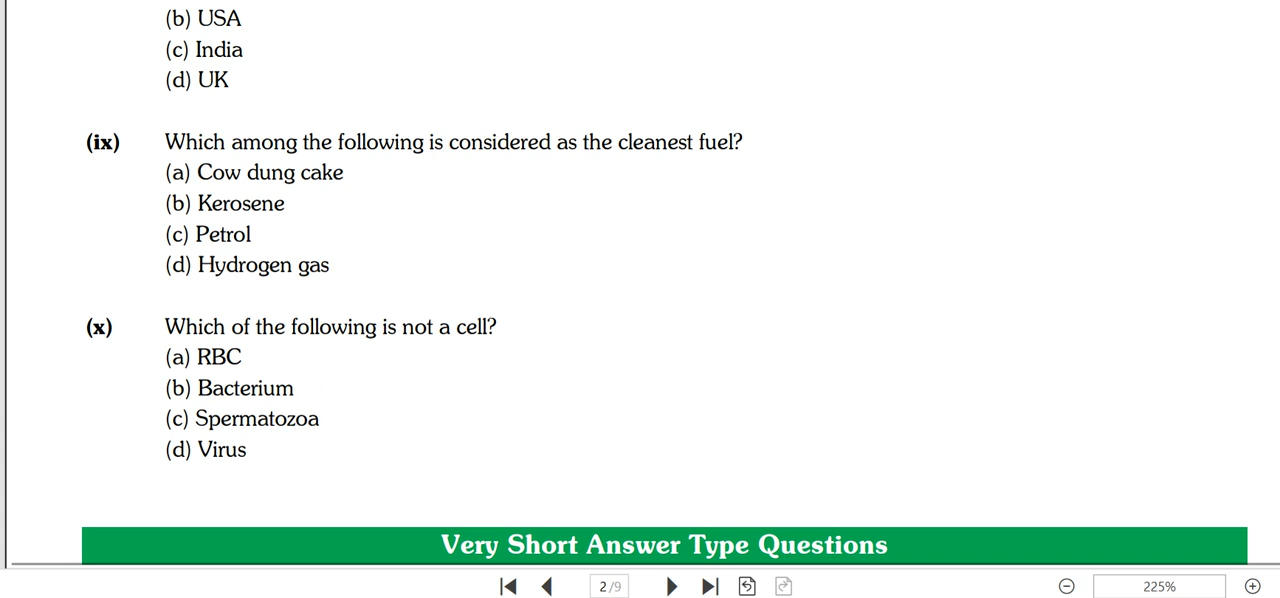 (b) USA
(c) India
(d) UK
(ix) Which among the following is considered as the cleanest fuel?
(a) Cow dung cake
(b) Kerosene
(c) Petrol
(d) Hydrogen gas
(x) Which of the following is not a cell?
(a) RBC
(b) Bacterium
(c) Spermatozoa
(d) Virus
Very Short Answer Type Questions
2 /9 225%